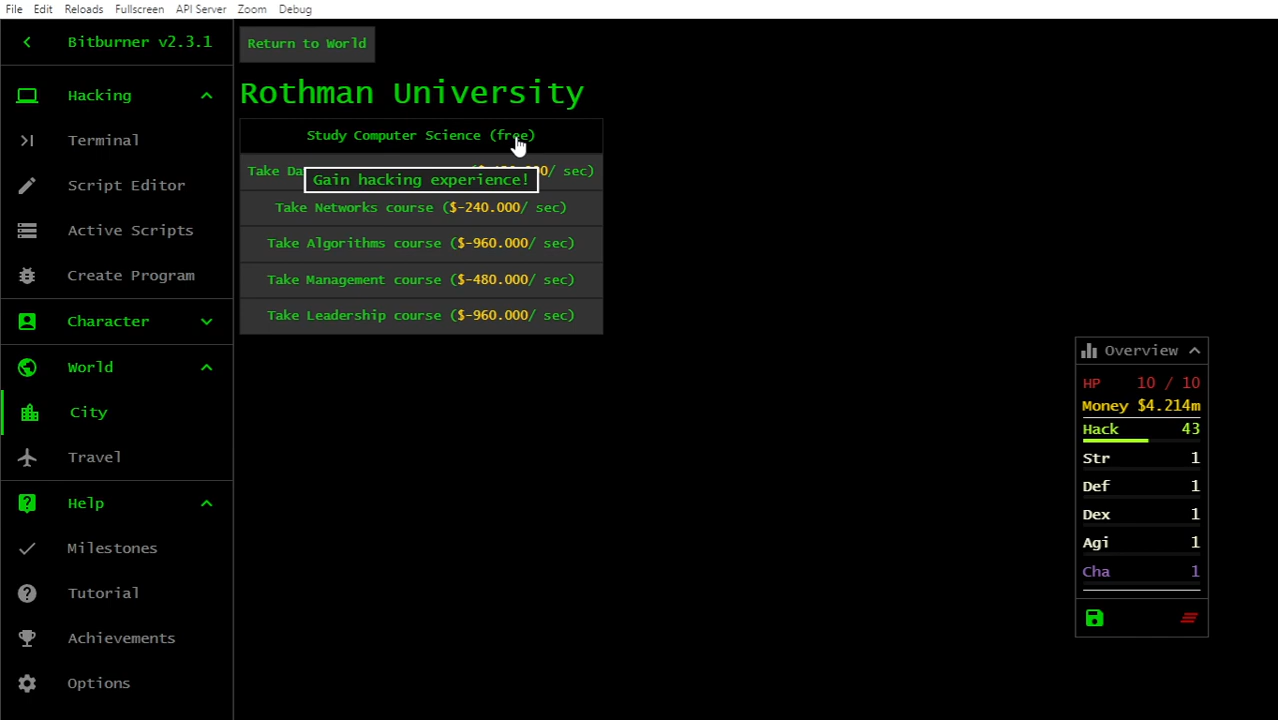 File Edit Reloads Fullscreen API Server Zoom Debug
Bitburner v2.3.1
Hacking
Terminal
Script Editor
Active Scripts
Create Program
Character
World
City
Travel
Help
Milestones
Tutorial
Achievements
Options
Return to World
Rothman University
Study Computer Science (free)
Take / sec)
Gain hacking experience!
Take Networks course ($-240.000/ sec)
Take Algorithms course ($-960.000/ sec)
Take Management course ($-480.000/ sec)
Take Leadership course ($-960.000/ sec)
Overview
HP 10 / 10
Money $4.214m
Hack 43
Str 1
Def 1
Dex 1
Agi 1
Cha 1